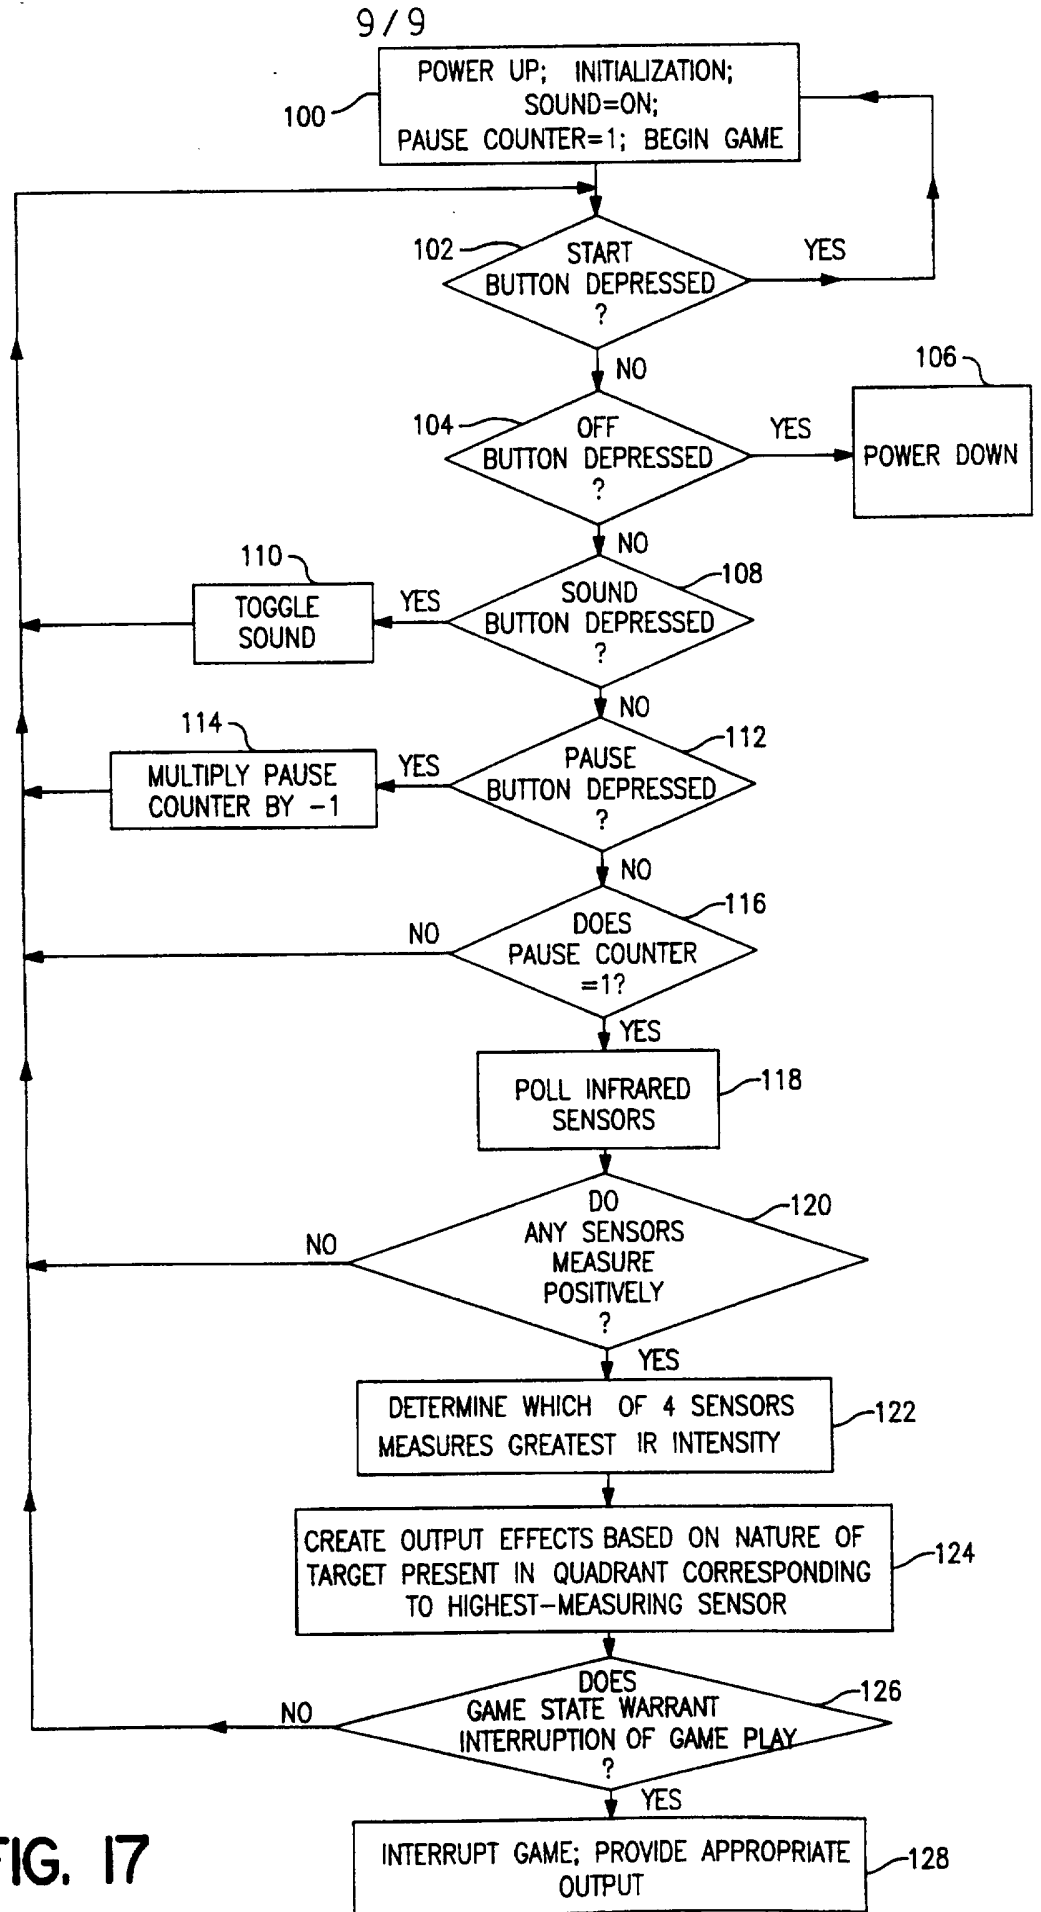 9/9
POWER UP; INITIALIZATION;
SOUND=ON;
PAUSE COUNTER=1; BEGIN GAME
100
102
START
BUTTON DEPRESSED
?
YES
NO
104
OFF
BUTTON DEPRESSED
?
YES
106
POWER DOWN
NO
108
SOUND
BUTTON DEPRESSED
?
YES
110
TOGGLE
SOUND
NO
112
PAUSE
BUTTON DEPRESSED
?
YES
114
MULTIPLY PAUSE
COUNTER BY -1
NO
116
DOES
PAUSE COUNTER
=1?
NO
YES
POLL INFRARED
SENSORS
118
DO
ANY SENSORS
MEASURE
POSITIVELY
?
120
NO
YES
DETERMINE WHICH OF 4 SENSORS
MEASURES GREATEST IR INTENSITY
122
CREATE OUTPUT EFFECTS BASED ON NATURE OF
TARGET PRESENT IN QUADRANT CORRESPONDING
TO HIGHEST-MEASURING SENSOR
124
DOES
GAME STATE WARRANT
INTERRUPTION OF GAME PLAY
?
126
NO
YES
INTERRUPT GAME; PROVIDE APPROPRIATE
OUTPUT
128
FIG. 17